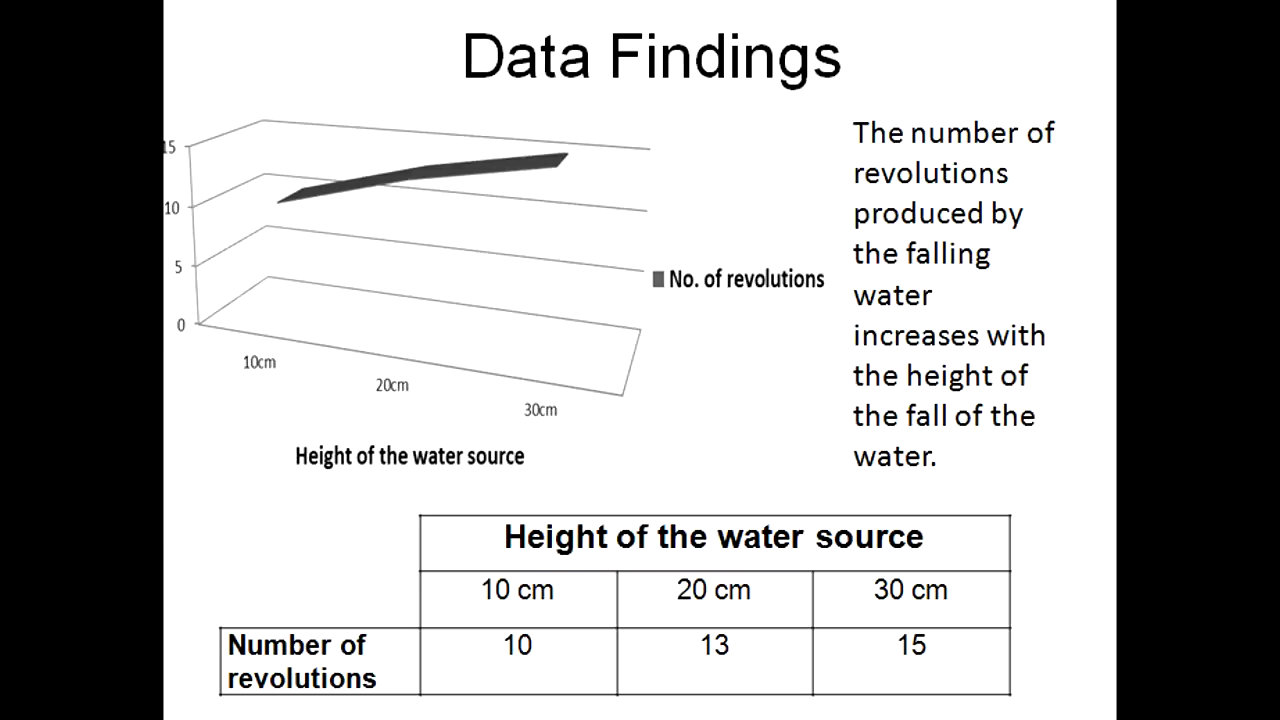 Data Findings
15
10
5
0
10cm
20cm
30cm
Height of the water source
No. of revolutions
The number of
revolutions
produced by
the falling
water
increases with
the height of
the fall of the
water.
Height of the water source
10 cm 20 cm 30 cm
Number of
revolutions
10 13 15